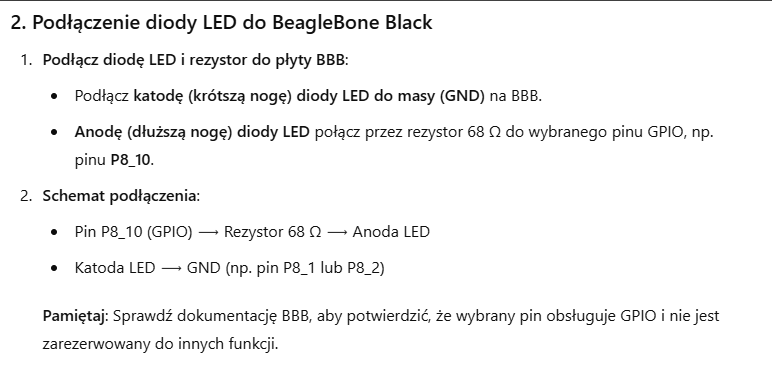 2. Podłączenie diody LED do BeagleBone Black
1. Podłącz diodę LED i rezystor do płyty BBB:
• Podłącz katodę (krótszą nogę) diody LED do masy (GND) na BBB.
• Anodę (dłuższą nogę) diody LED połącz przez rezystor 68 Ω do wybranego pinu GPIO, np.
pinu P8_10.
2. Schemat podłączenia:
• Pin P8_10 (GPIO) ⟶ Rezystor 68 Ω ⟶ Anoda LED
• Katoda LED ⟶ GND (np. pin P8_1 lub P8_2)
Pamiętaj: Sprawdź dokumentację BBB, aby potwierdzić, że wybrany pin obsługuje GPIO i nie jest
zarezerwowany do innych funkcji.